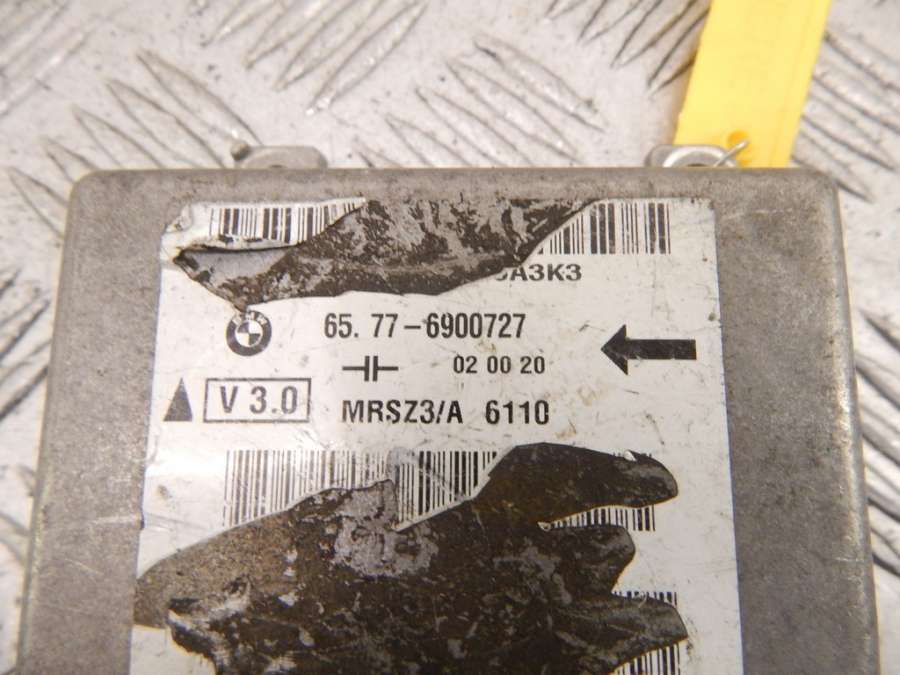 A3K3
65. 77-6900727
02 00 20
V 3.0
MRSZ3/A 6110